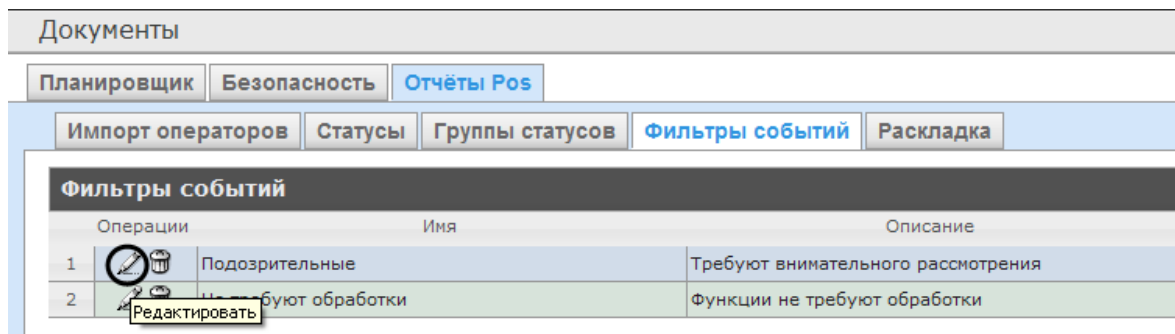 Документы
Планировщик Безопасность Отчёты Pos
Импорт операторов Статусы Группы статусов Фильтры событий Раскладка
Фильтры событий
Операции Имя Описание
1 Подозрительные Требуют внимательного рассмотрения
2 требуют обработки Функции не требуют обработки
Редактировать